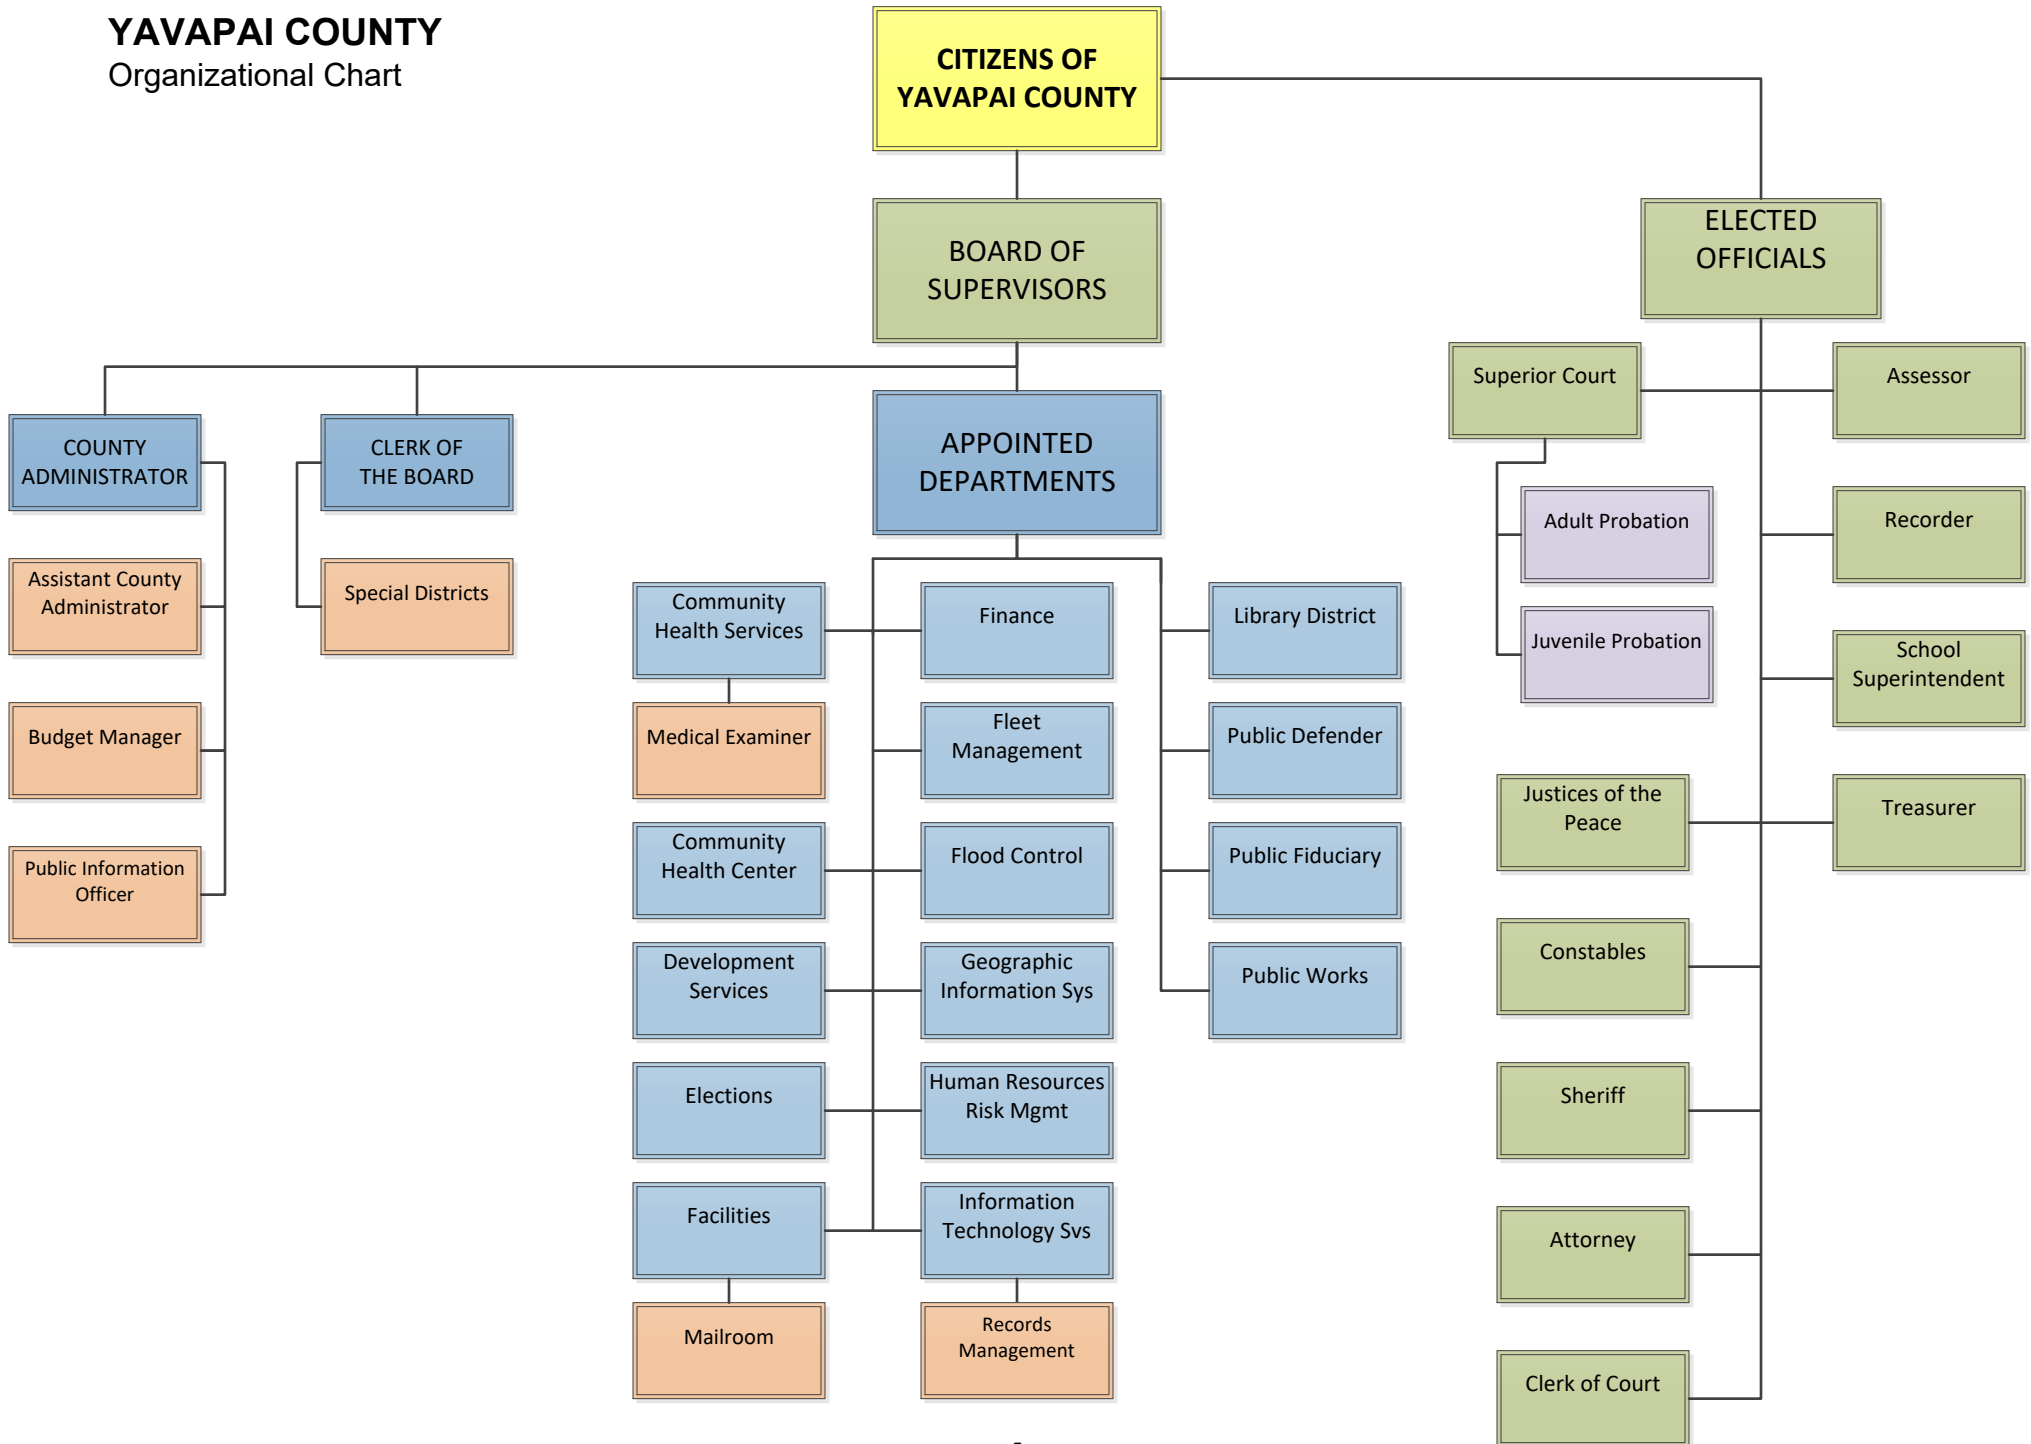 YAVAPAI COUNTY
Organizational Chart
CITIZENS OF
YAVAPAI COUNTY
BOARD OF
SUPERVISORS
ELECTED
OFFICIALS
COUNTY
ADMINISTRATOR
CLERK OF
THE BOARD
APPOINTED
DEPARTMENTS
Assistant County
Administrator
Budget Manager
Public Information
Officer
Special Districts
Community
Health Services
Medical Examiner
Community
Health Center
Development
Services
Elections
Facilities
Mailroom
Finance
Fleet
Management
Flood Control
Geographic
Information Sys
Human Resources
Risk Mgmt
Information
Technology Svs
Records
Management
Library District
Public Defender
Public Fiduciary
Public Works
Superior Court
Adult Probation
Juvenile Probation
Justices of the
Peace
Constables
Sheriff
Attorney
Clerk of Court
Assessor
Recorder
School
Superintendent
Treasurer